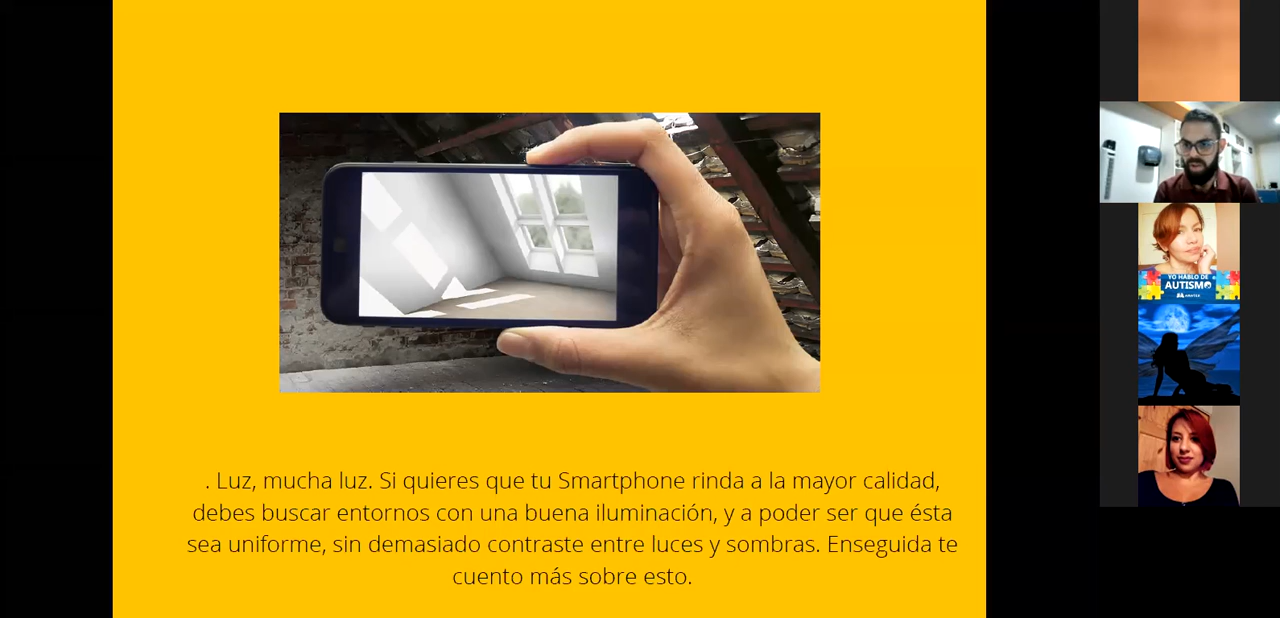 . Luz, mucha luz. Si quieres que tu Smartphone rinda a la mayor calidad,
debes buscar entornos con una buena iluminación, y a poder ser que ésta
sea uniforme, sin demasiado contraste entre luces y sombras. Enseguida te
cuento más sobre esto.
YO HABLO DE
AUTISMO